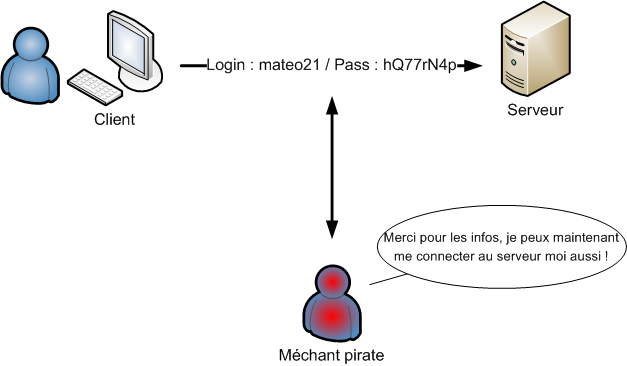 Login : mateo21 / Pass : hQ77rN4p
Client
Serveur
Merci pour les infos, je peux maintenant
me connecter au serveur moi aussi !
Méchant pirate